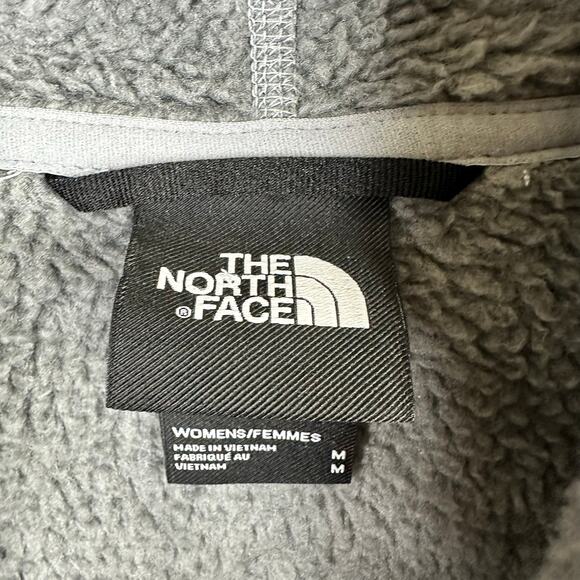 THE
NORTH
®FACE
WOMENS/FEMMES
MADE IN VIETNAM M
FABRIQUÉ AU
VIETNAM M